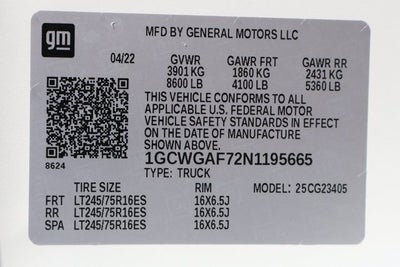 gm
MFD BY GENERAL MOTORS LLC
04/22 GVWR GAWR FRT GAWR RR
3901 KG 1860 KG 2431 KG
8600 LB 4100 LB 5360 LB
THIS VEHICLE CONFORMS TO ALL
APPLICABLE U.S. FEDERAL MOTOR
VEHICLE SAFETY STANDARDS IN EFFECT
ON THE DATE OF MANUFACTURE SHOWN ABOVE.
1GCWGAF72N1195665
8624 TYPE: TRUCK
TIRE SIZE RIM MODEL: 25CG23405
FRT LT245/75R16ES 16X6.5J
RR LT245/75R16ES 16X6.5J
SPA LT245/75R16ES 16X6.5J